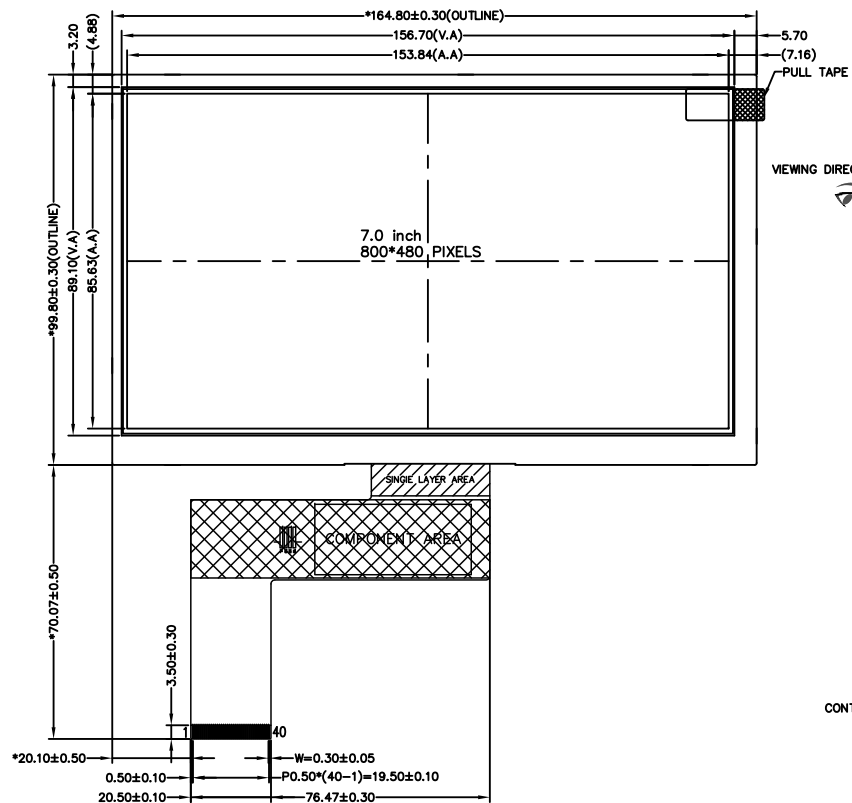 *164.80±0.30(OUTLINE)
156.70(V.A)
5.70
153.84(A.A)
(7.16)
3.20
(4.88)
PULL TAPE
VIEWING DIREC
*99.80±0.30(OUTLINE)
89.10(V.A)
85.63(A.A)
7.0 inch
800*480 PIXELS
SINGlE LAYER AREA
COMPONENT AREA
*70.07±0.50
3.50±0.30
CONT
1
40
*20.10±0.50
W=0.30±0.05
0.50±0.10
P0.50*(40-1)=19.50±0.10
20.50±0.10
76.47±0.30